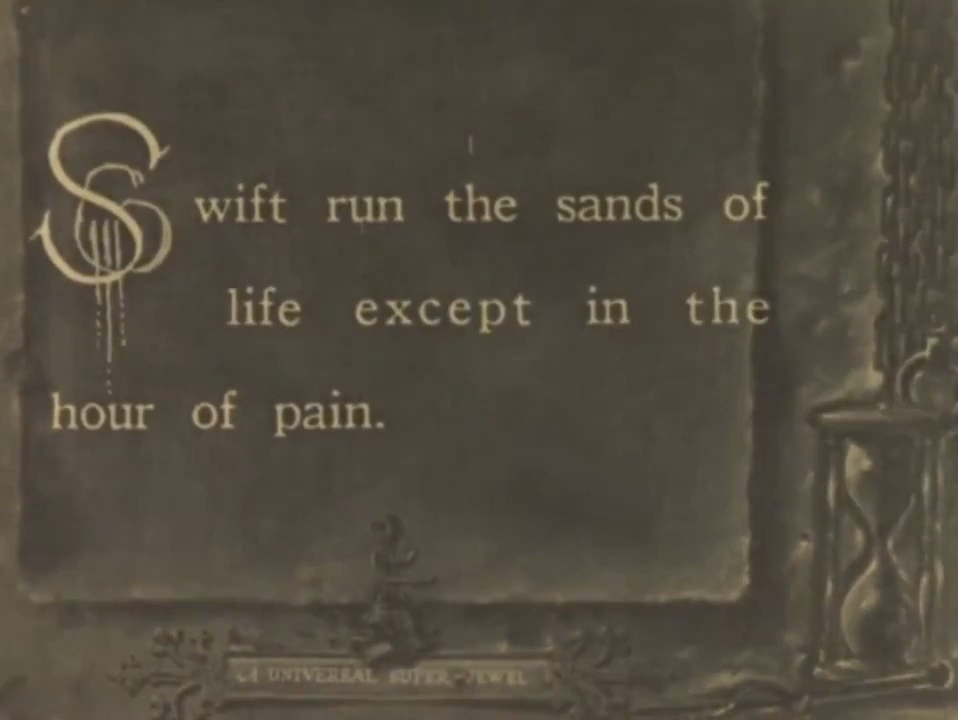 Swift run the sands of
life except in the
hour of pain.
A UNIVERSAL SUPER-JEWEL